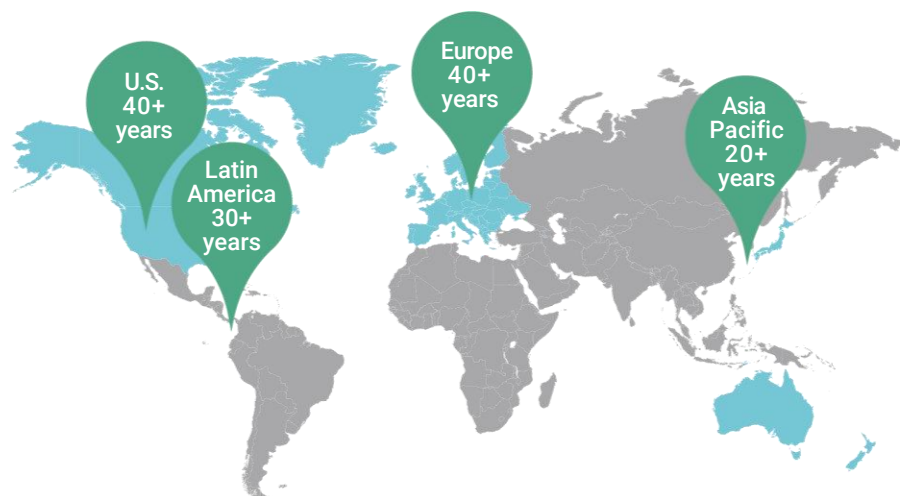 U.S.
40+
years
Latin
America
30+
years
Europe
40+
years
Asia
Pacific
20+
years